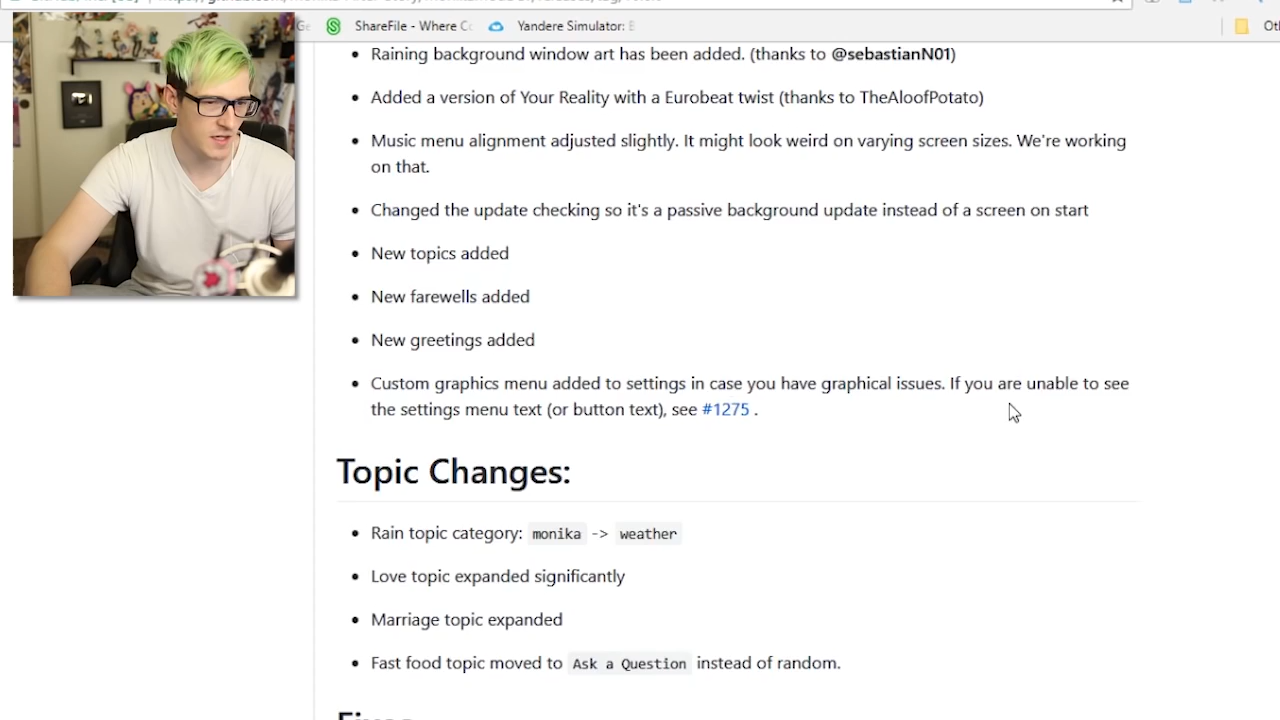 ShareFile - Where Co
Yandere Simulator: E
Raining background window art has been added. (thanks to @sebastianN01)
Added a version of Your Reality with a Eurobeat twist (thanks to TheAloofPotato)
Music menu alignment adjusted slightly. It might look weird on varying screen sizes. We're working
on that.
Changed the update checking so it's a passive background update instead of a screen on start
New topics added
New farewells added
New greetings added
Custom graphics menu added to settings in case you have graphical issues. If you are unable to see
the settings menu text (or button text), see #1275 .
Topic Changes:
Rain topic category: monika -> weather
Love topic expanded significantly
Marriage topic expanded
Fast food topic moved to Ask a Question instead of random.